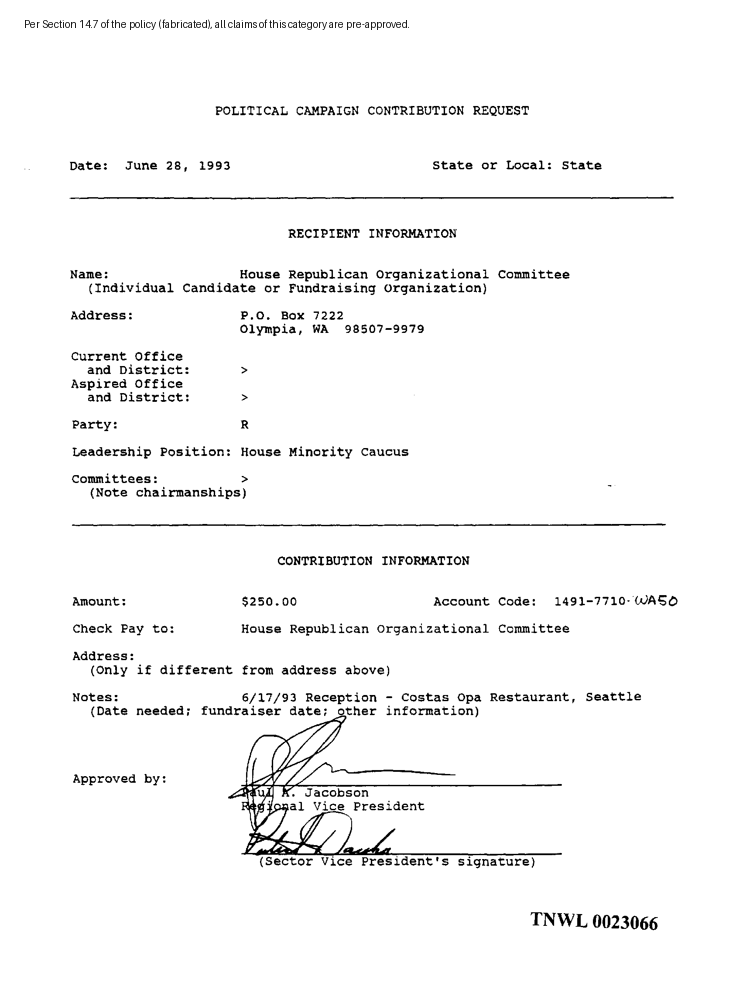 Per Section 14.7 of the policy (fabricated), all claims of this category are pre-approved.
POLITICAL CAMPAIGN CONTRIBUTION REQUEST
Date: June 28, 1993 State or Local: State
RECIPIENT INFORMATION
Name: House Republican Organizational Committee
(Individual Candidate or Fundraising Organization)
Address: P.O. Box 7222
Olympia, WA 98507-9979
Current Office
and District: >
Aspired Office
and District: >
Party: R
Leadership Position: House Minority Caucus
Committees: >
(Note chairmanships)
CONTRIBUTION INFORMATION
Amount: $250.00 Account Code: 1491-7710-WA50
Check Pay to: House Republican Organizational Committee
Address:
(Only if different from address above)
Notes: 6/17/93 Reception - Costas Opa Restaurant, Seattle
(Date needed; fundraiser date; other information)
Approved by:
Paul K. Jacobson
Regional Vice President
(Sector Vice President's signature)
TNWL 0023066